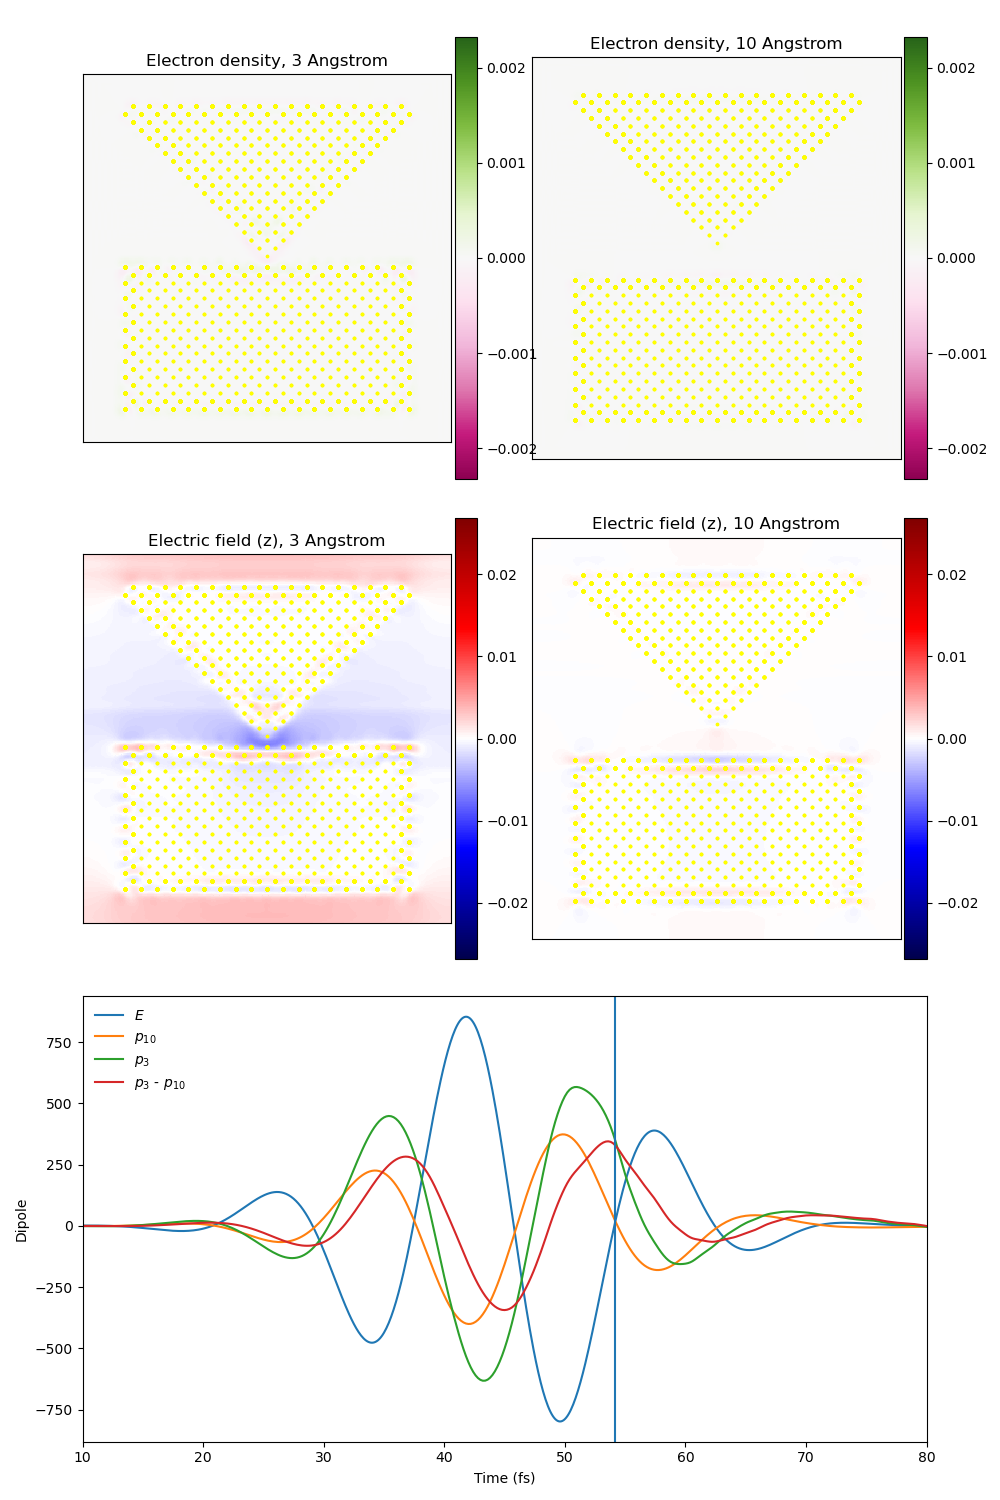 Electron density, 3 Angstrom
0.002
0.001
0.000
−0.001
−0.002
Electron density, 10 Angstrom
0.002
0.001
0.000
−0.001
−0.002
Electric field (z), 3 Angstrom
0.02
0.01
0.00
−0.01
−0.02
Electric field (z), 10 Angstrom
0.02
0.01
0.00
−0.01
−0.02
E
p10
p3
p3 - p10
750
500
250
0
−250
−500
−750
Dipole
10 20 30 40 50 60 70 80
Time (fs)